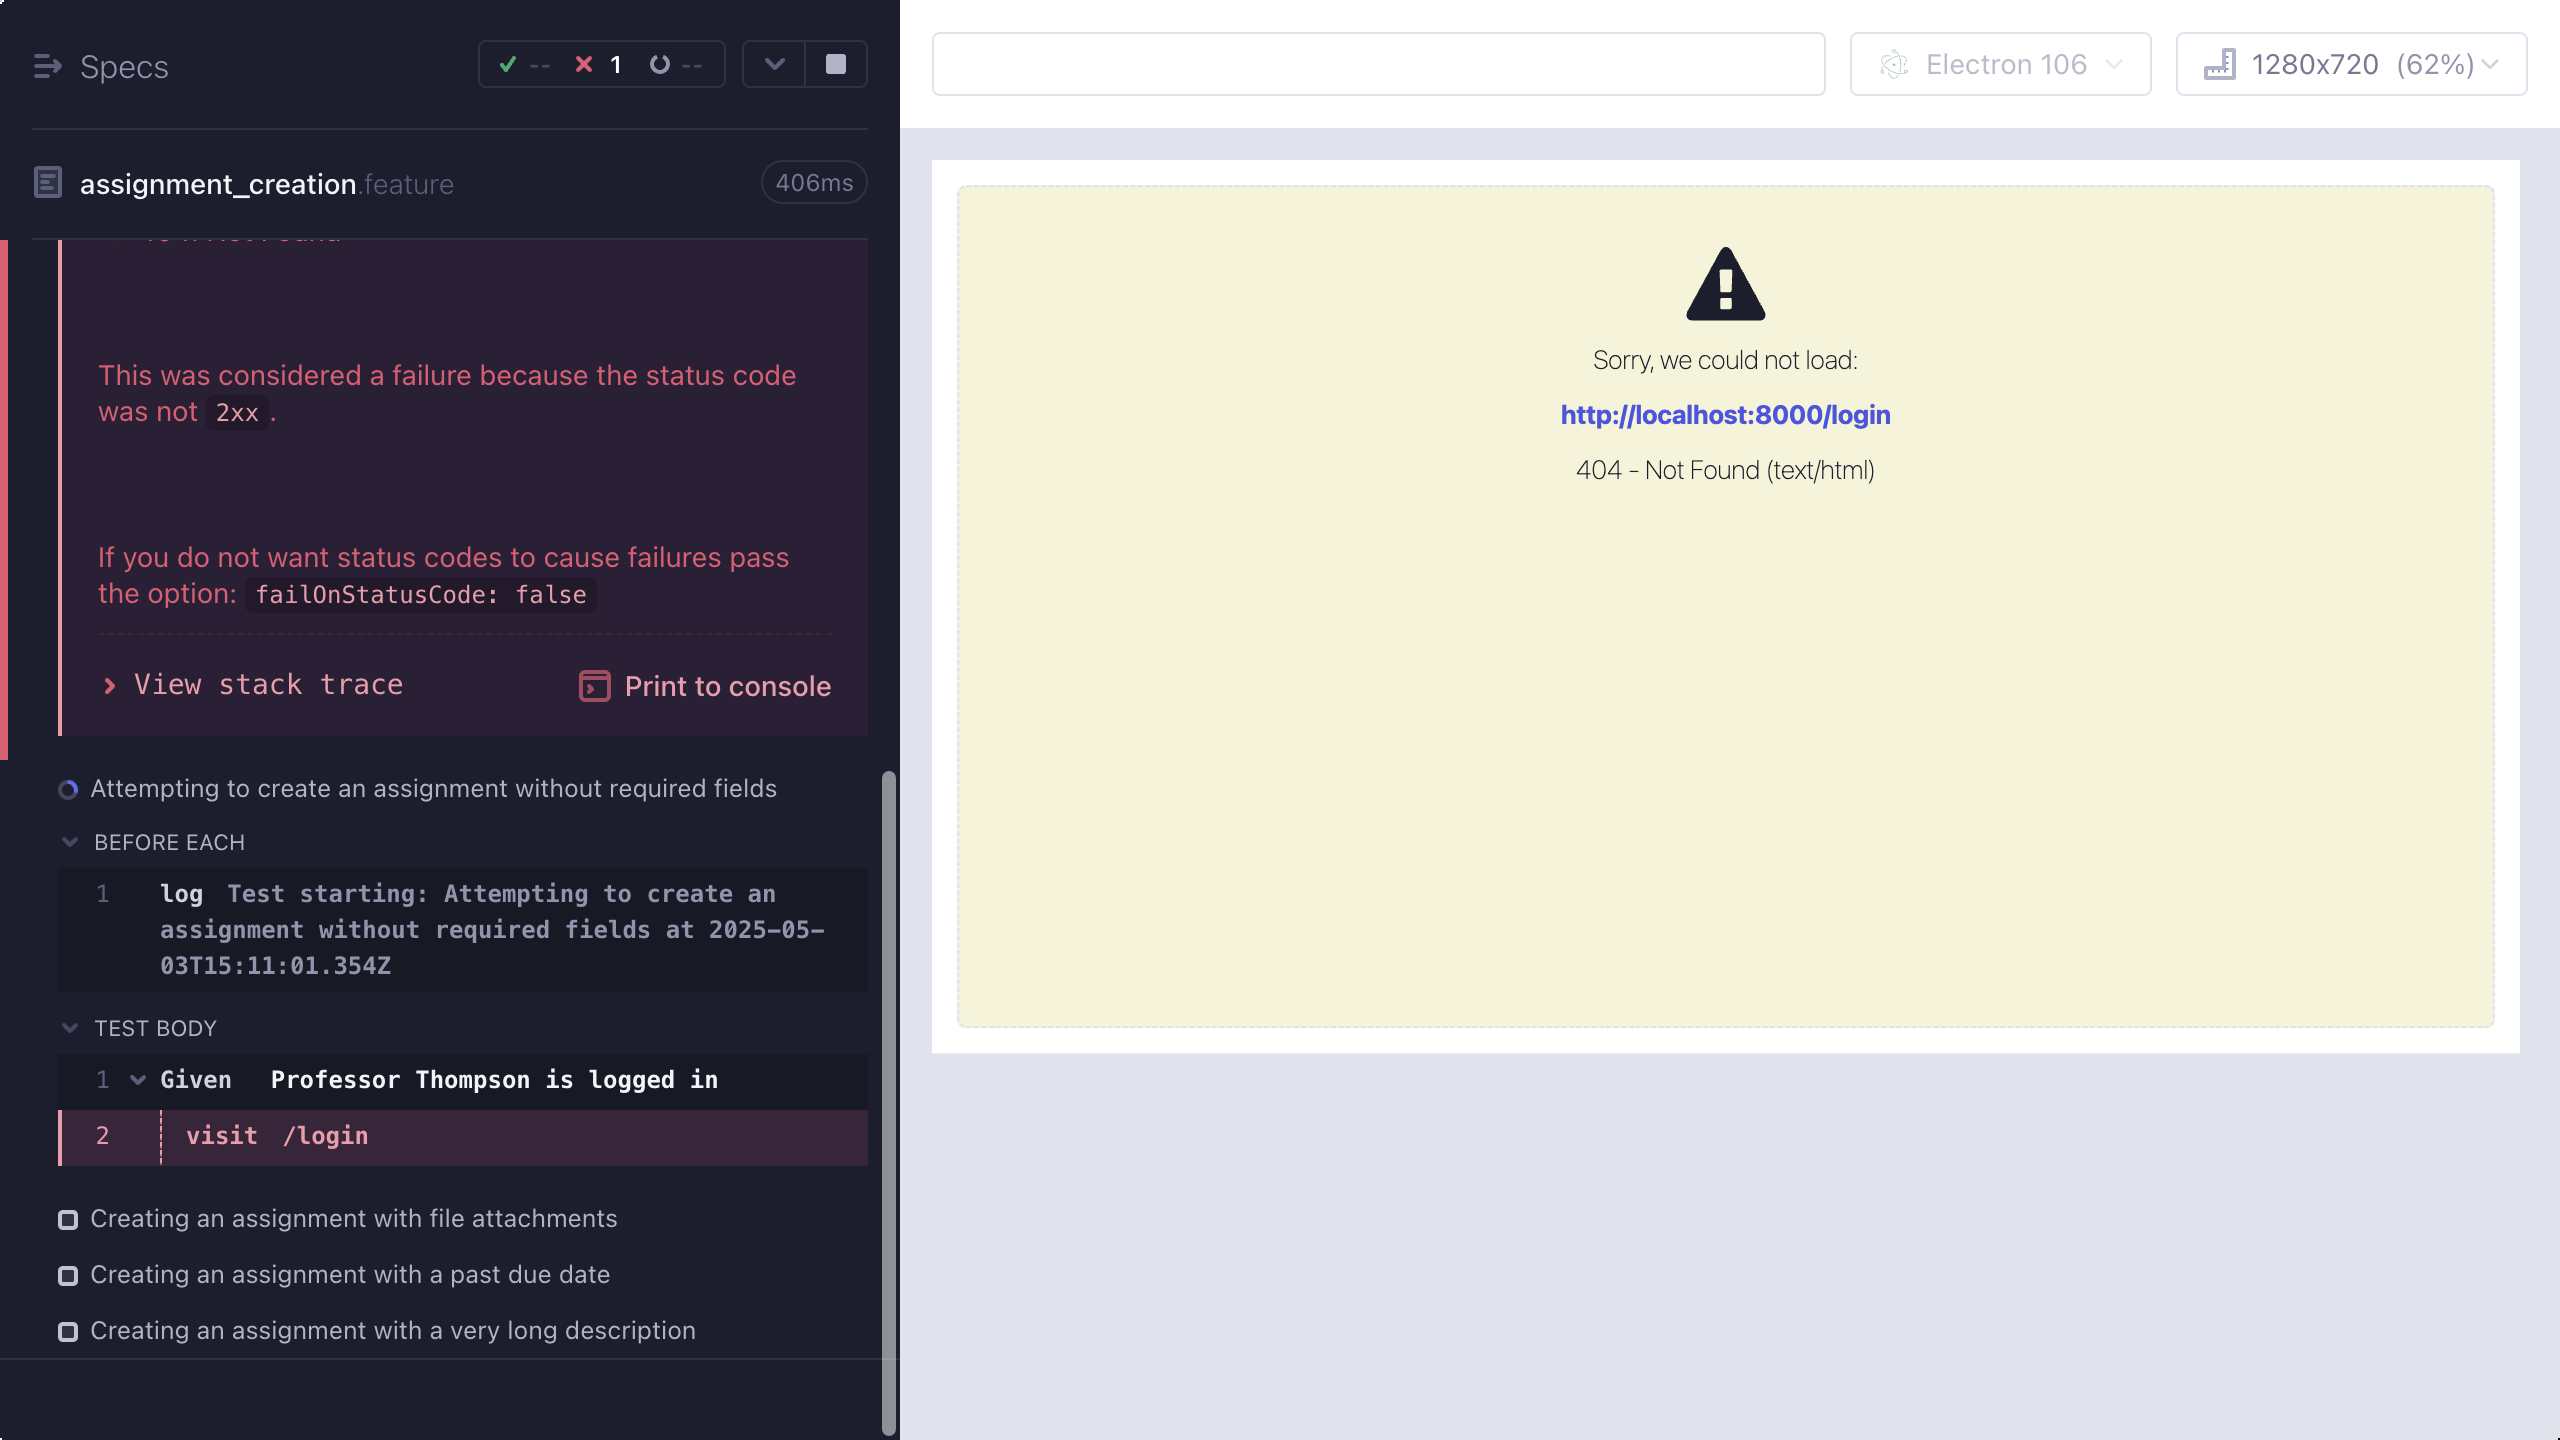 Specs
-- 1 --
assignment_creation.feature 406ms
This was considered a failure because the status code
was not 2xx.
If you do not want status codes to cause failures pass
the option: failOnStatusCode: false
View stack trace Print to console
Attempting to create an assignment without required fields
BEFORE EACH
1 log Test starting: Attempting to create an
assignment without required fields at 2025-05-
03T15:11:01.354Z
TEST BODY
1 Given Professor Thompson is logged in
2 visit /login
Creating an assignment with file attachments
Creating an assignment with a past due date
Creating an assignment with a very long description
Electron 106
1280x720 (62%)
Sorry, we could not load:
http://localhost:8000/login
404 - Not Found (text/html)